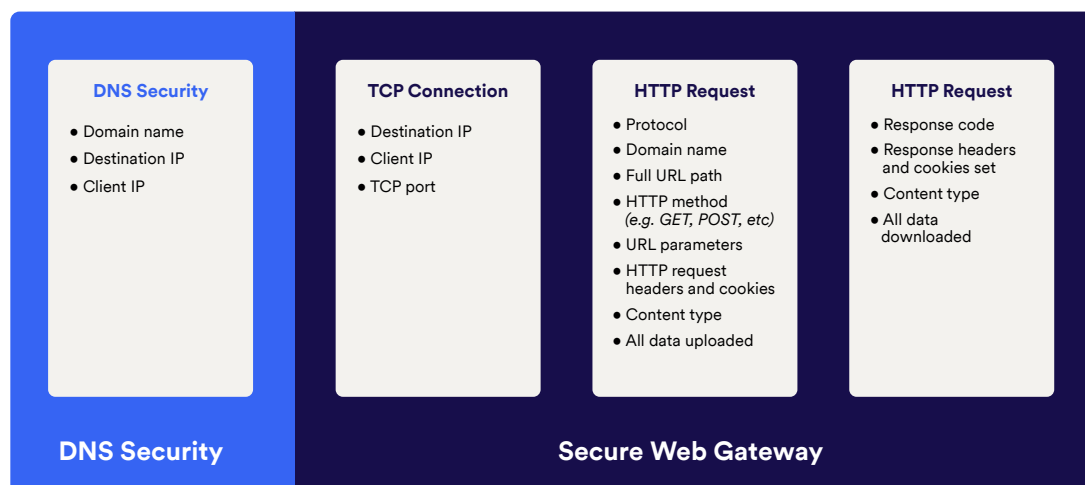 DNS Security
● Domain name
● Destination IP
● Client IP
TCP Connection
● Destination IP
● Client IP
● TCP port
HTTP Request
● Protocol
● Domain name
● Full URL path
● HTTP method
(e.g. GET, POST, etc)
● URL parameters
● HTTP request
headers and cookies
● Content type
● All data uploaded
HTTP Request
● Response code
● Response headers
and cookies set
● Content type
● All data
downloaded
DNS Security
Secure Web Gateway